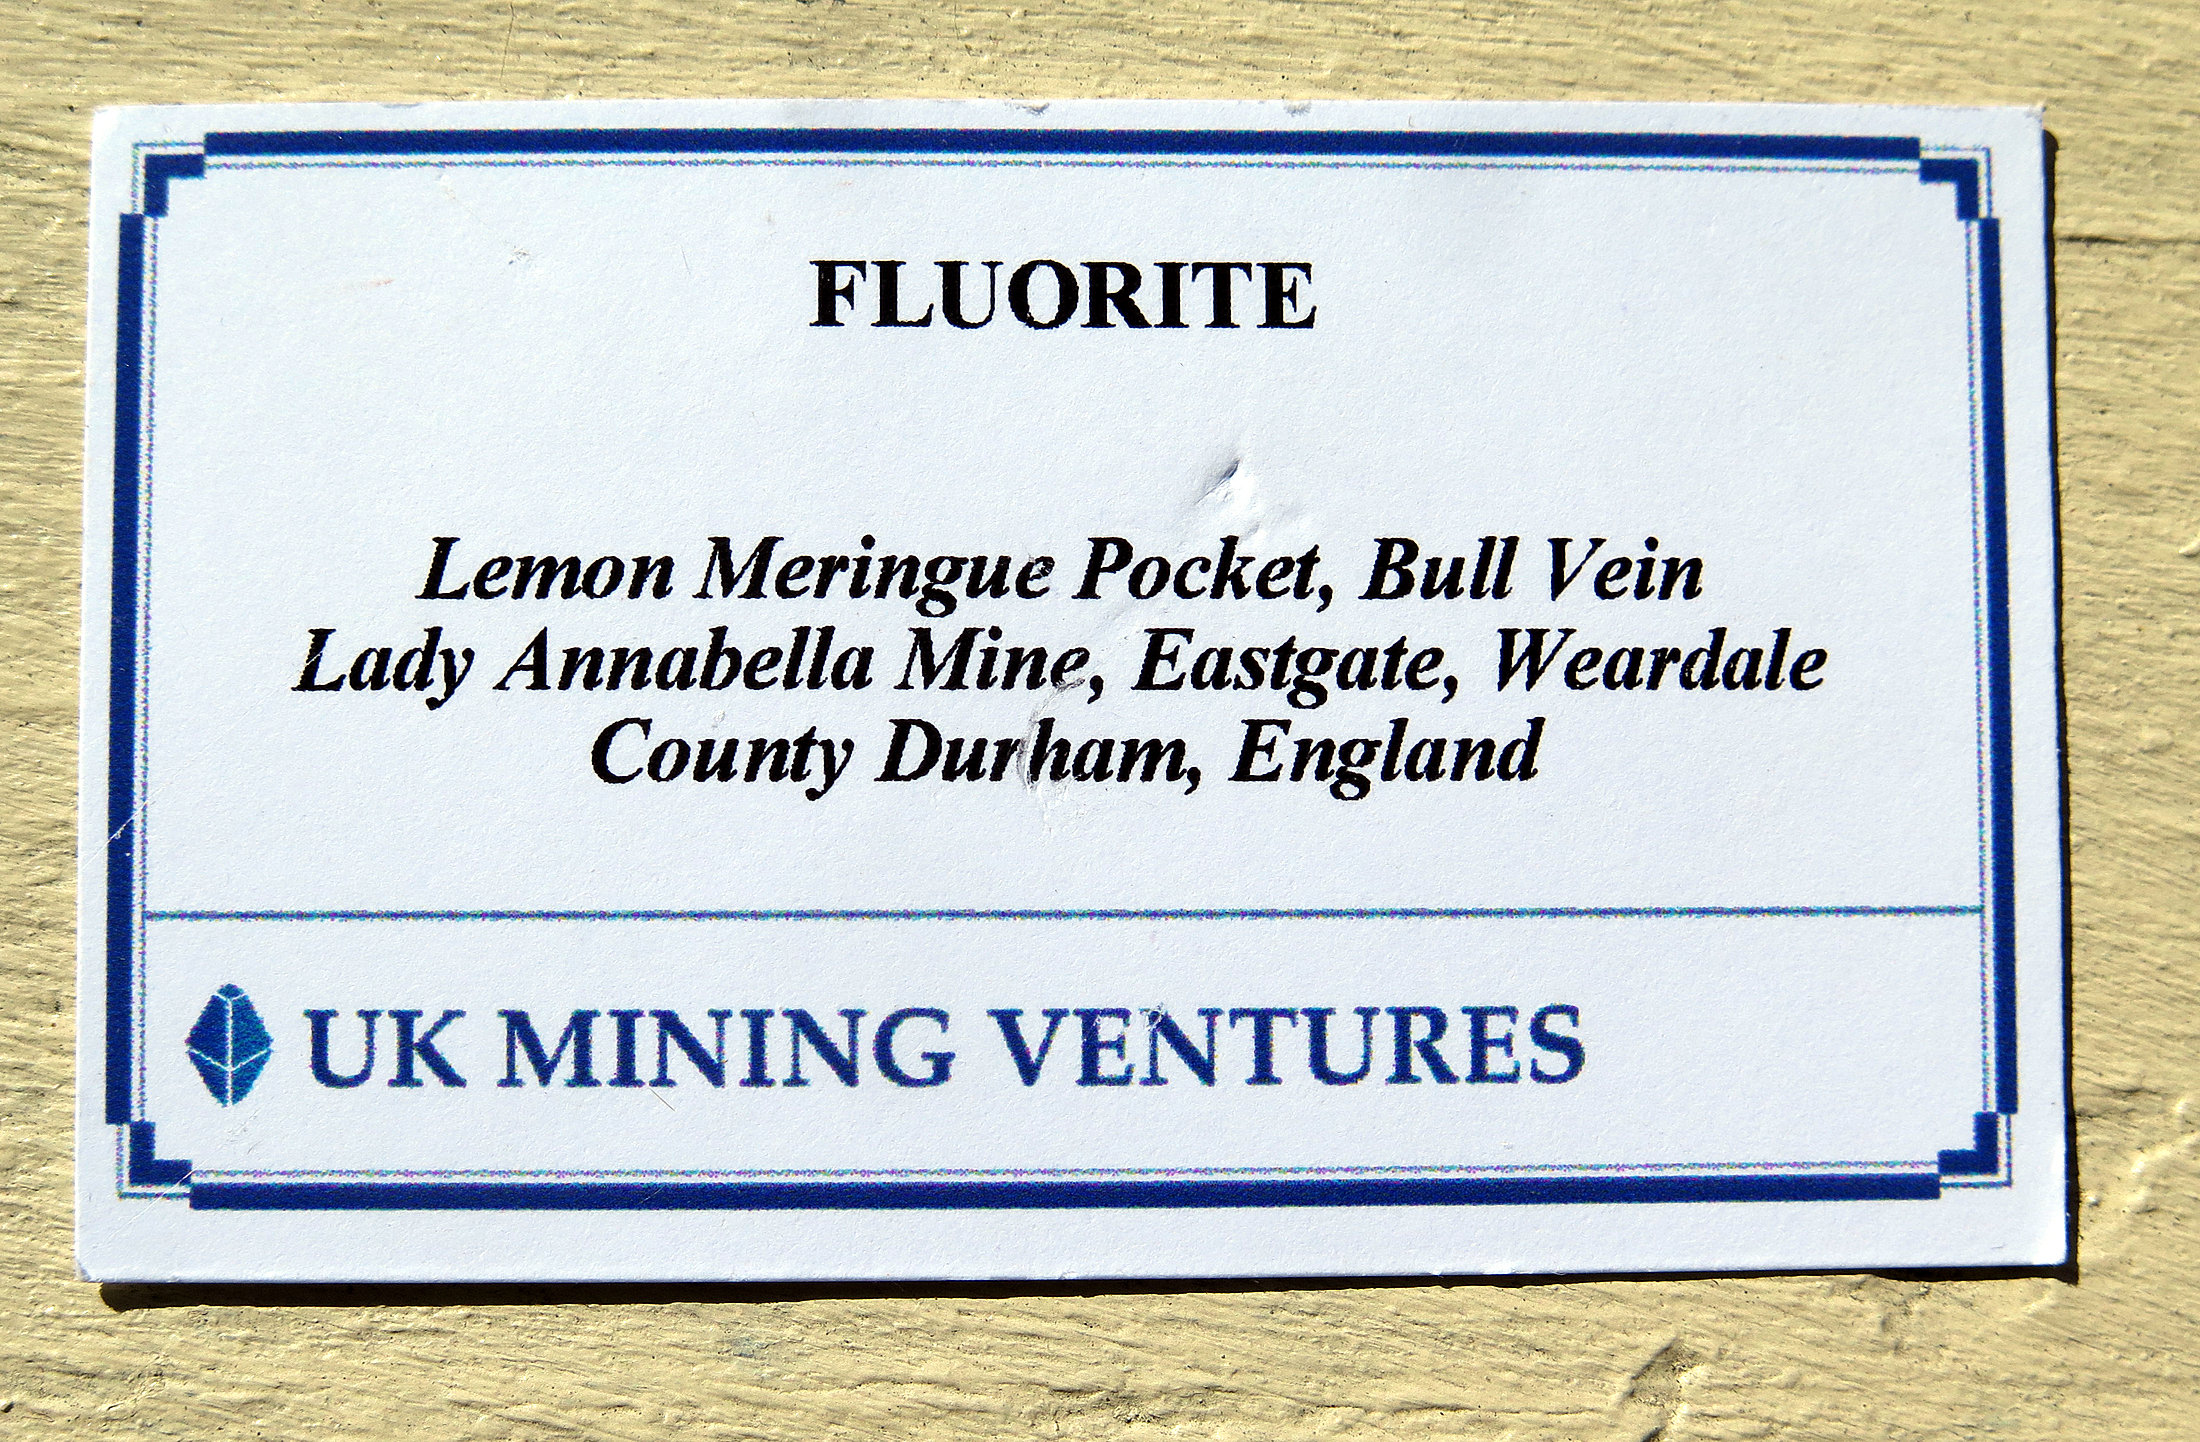 FLUORITE
Lemon Meringue Pocket, Bull Vein
Lady Annabella Mine, Eastgate, Weardale
County Durham, England
UK MINING VENTURES